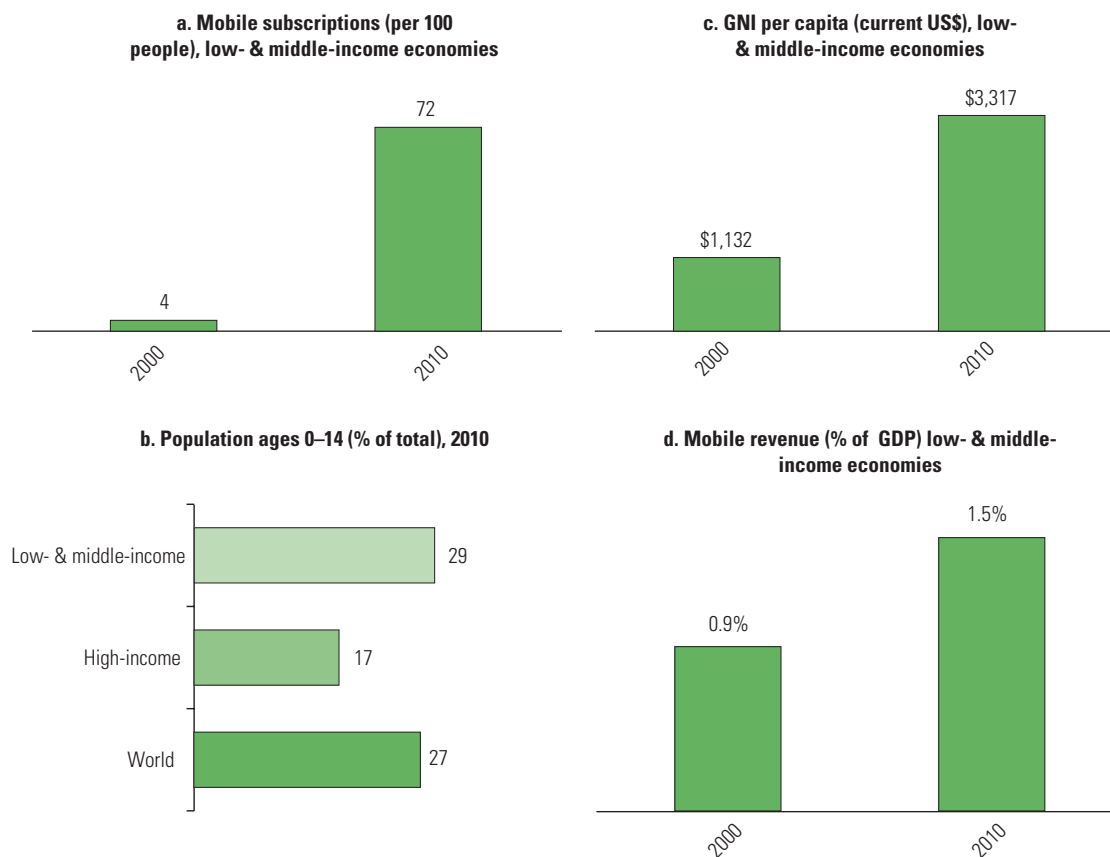 a. Mobile subscriptions (per 100
people), low- & middle-income economies
72
4
2000
2010
b. Population ages 0–14 (% of total), 2010
Low- & middle-income
29
High-income
17
World
27
c. GNI per capita (current US$), low-
& middle-income economies
$3,317
$1,132
2000
2010
d. Mobile revenue (% of GDP) low- & middle-
income economies
1.5%
0.9%
2000
2010